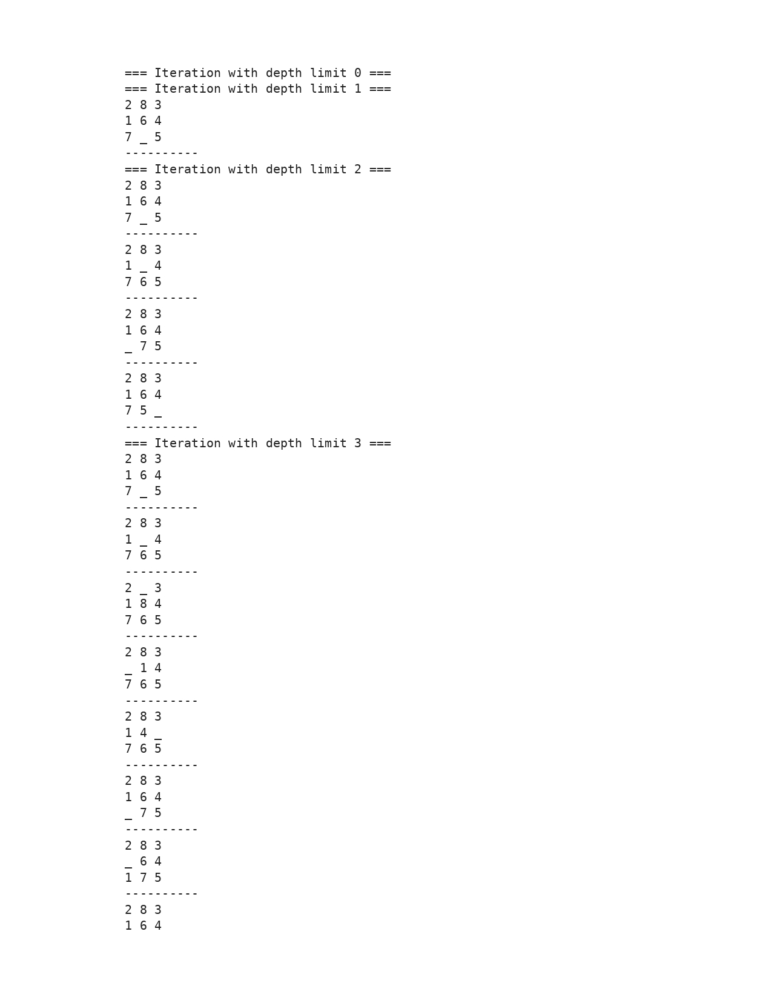 === Iteration with depth limit 0 ===
=== Iteration with depth limit 1 ===
2 8 3
1 6 4
7 _ 5
----------
=== Iteration with depth limit 2 ===
2 8 3
1 6 4
7 _ 5
----------
2 8 3
1 _ 4
7 6 5
----------
2 8 3
1 6 4
_ 7 5
----------
2 8 3
1 6 4
7 5 _
----------
=== Iteration with depth limit 3 ===
2 8 3
1 6 4
7 _ 5
----------
2 8 3
1 _ 4
7 6 5
----------
2 _ 3
1 8 4
7 6 5
----------
2 8 3
_ 1 4
7 6 5
----------
2 8 3
1 4 _
7 6 5
----------
2 8 3
1 6 4
_ 7 5
----------
2 8 3
_ 6 4
1 7 5
----------
2 8 3
1 6 4